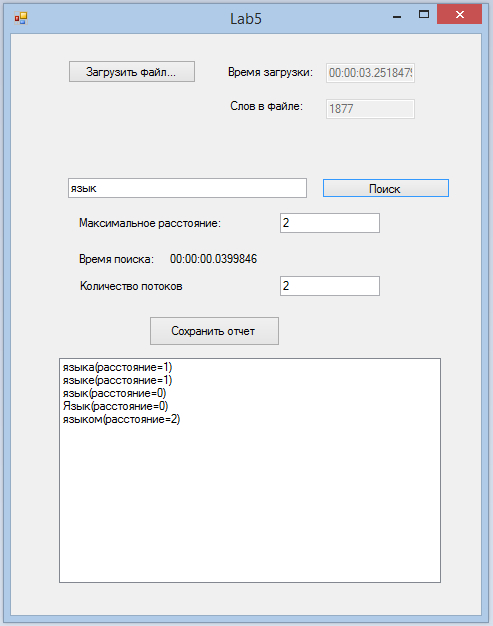 Lab5
Загрузить файл...
Время загрузки:
00:00:03.2518475
Слов в файле:
1877
язык
Поиск
Максимальное расстояние:
2
Время поиска: 00:00:00.0399846
Количество потоков
2
Сохранить отчет
языка(расстояние=1)
языке(расстояние=1)
язык(расстояние=0)
Язык(расстояние=0)
языком(расстояние=2)